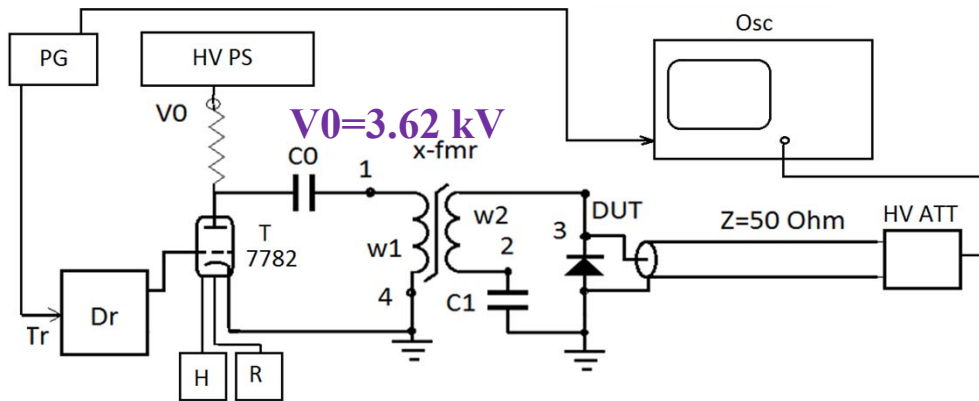 PG
HV PS
Osc
V0
V0=3.62 kV
C0
1
x-fmr
T
7782
w1
w2
2
3
DUT
Z=50 Ohm
HV ATT
4
C1
Tr
Dr
H
R